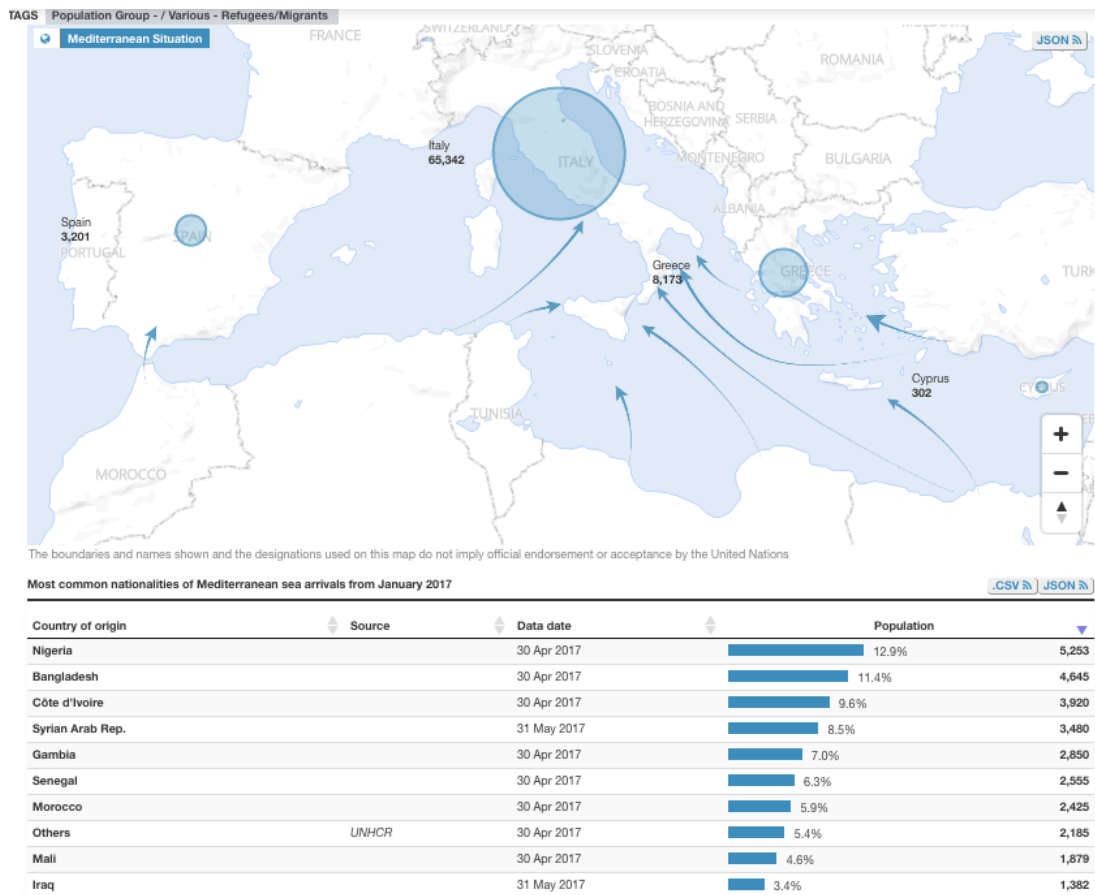 TAGS Population Group - / Various - Refugees/Migrants
Mediterranean Situation
JSON
FRANCE
SWITZERLAND
SLOVENIA
CROATIA
ROMANIA
BOSNIA AND
HERZEGOVINA
SERBIA
Italy
65,342
ITALY
MONTENEGRO
BULGARIA
ALBANIA
Spain
3,201
SPAIN
PORTUGAL
Greece
8,173
GREECE
TURK
Cyprus
302
CYPRUS
TUNISIA
MOROCCO
The boundaries and names shown and the designations used on this map do not imply official endorsement or acceptance by the United Nations
Most common nationalities of Mediterranean sea arrivals from January 2017
.CSV JSON
Country of origin Source Data date Population
Nigeria 30 Apr 2017 12.9% 5,253
Bangladesh 30 Apr 2017 11.4% 4,645
Côte d'Ivoire 30 Apr 2017 9.6% 3,920
Syrian Arab Rep. 31 May 2017 8.5% 3,480
Gambia 30 Apr 2017 7.0% 2,850
Senegal 30 Apr 2017 6.3% 2,555
Morocco 30 Apr 2017 5.9% 2,425
Others UNHCR 30 Apr 2017 5.4% 2,185
Mali 30 Apr 2017 4.6% 1,879
Iraq 31 May 2017 3.4% 1,382